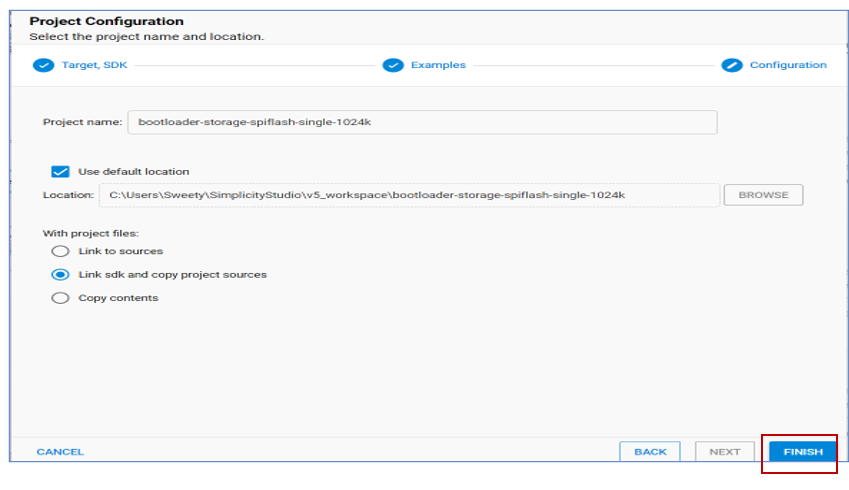 Project Configuration
Select the project name and location.
Target, SDK
Examples
Configuration
Project name: bootloader-storage-spiflash-single-1024k
Use default location
Location: C:\Users\Sweety\SimplicityStudio\v5_workspace\bootloader-storage-spiflash-single-1024k BROWSE
With project files:
Link to sources
Link sdk and copy project sources
Copy contents
CANCEL BACK NEXT FINISH